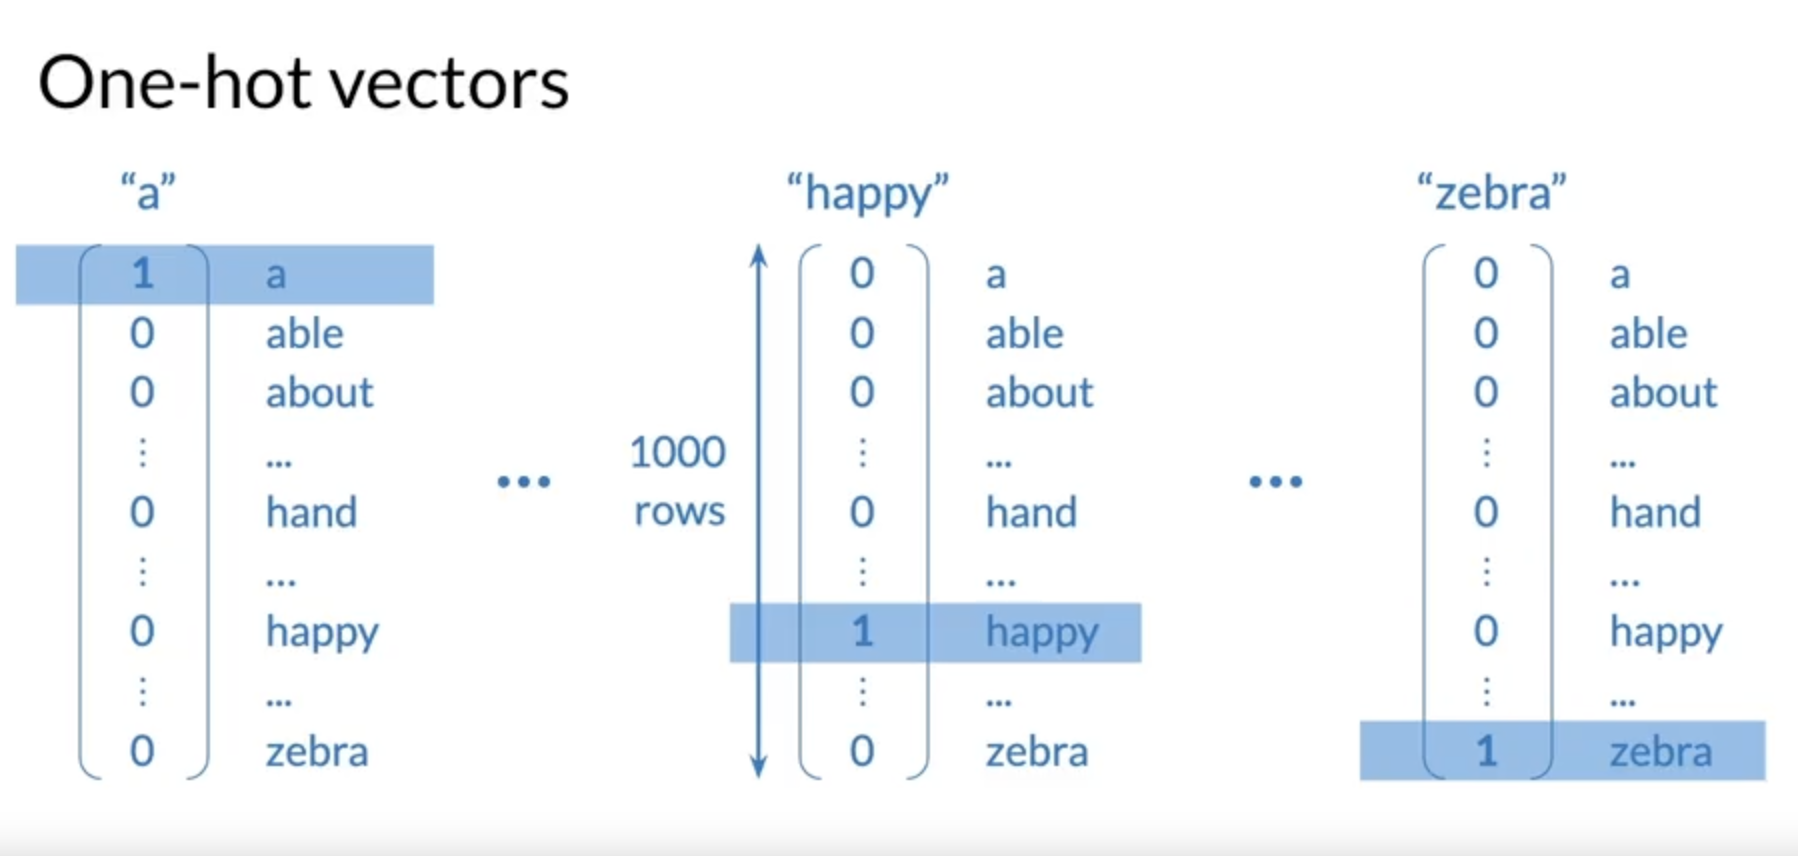 One-hot vectors
“a” “happy” “zebra”
1 a 0 a 0 a
0 able 0 able 0 able
0 about 0 about 0 about
1000
⋮ ... ⋮ ... ⋮ ...
••• •••
rows
0 hand 0 hand 0 hand
⋮ ... ⋮ ... ⋮ ...
0 happy 1 happy 0 happy
⋮ ... ⋮ ... ⋮ ...
0 zebra 0 zebra 1 zebra